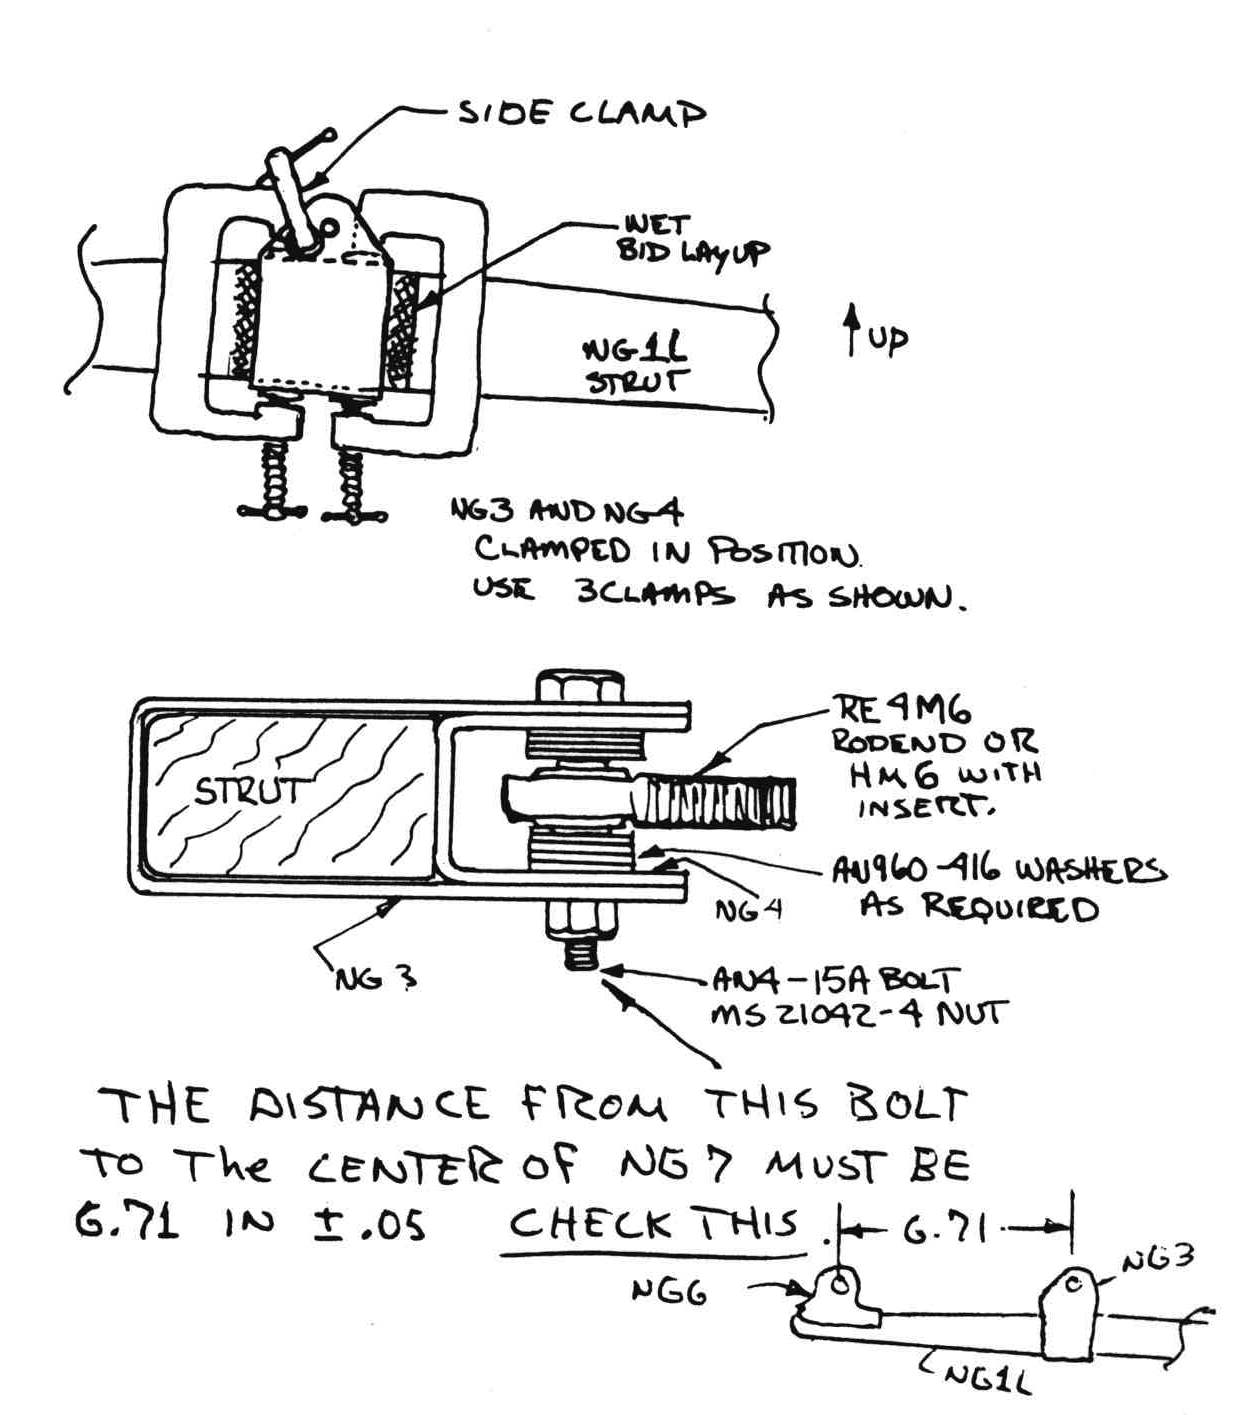 SIDE CLAMP
WET
BID LAYUP
NG1L
STRUT
UP
NG3 AND NG4
CLAMPED IN POSITION.
USE 3CLAMPS AS SHOWN.
RE4M6
RODEND OR
HM6 WITH
INSERT.
STRUT
AN960-416 WASHERS
AS REQUIRED
NG4
NG3
AN4-15A BOLT
MS21042-4 NUT
THE DISTANCE FROM THIS BOLT
TO The CENTER OF NG7 MUST BE
6.71 IN ± .05 CHECK THIS.
6.71
NG3
NG6
NG1L